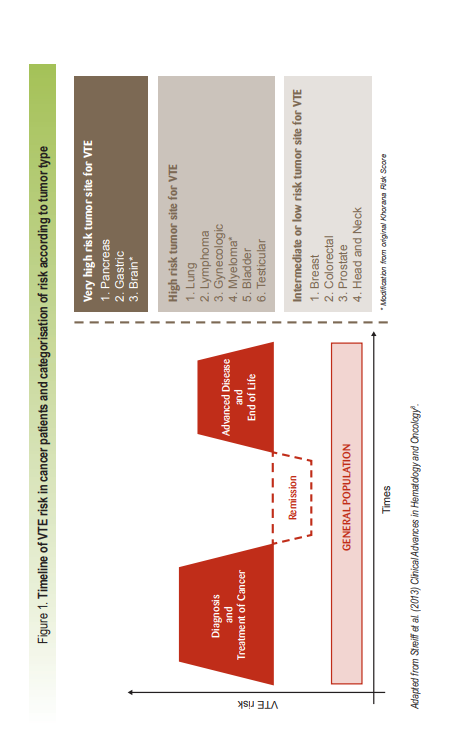 Figure 1. Timeline of VTE risk in cancer patients and categorisation of risk according to tumor type
VTE risk
Diagnosis
and
Treatment of Cancer
Remission
Advanced Disease
and
End of Life
GENERAL POPULATION
Times
Very high risk tumor site for VTE
1. Pancreas
2. Gastric
3. Brain*
High risk tumor site for VTE
1. Lung
2. Lymphoma
3. Gynecologic
4. Myeloma*
5. Bladder
6. Testicular
Intermediate or low risk tumor site for VTE
1. Breast
2. Colorectal
3. Prostate
4. Head and Neck
* Modification from original Khorana Risk Score
Adapted from Streiff et al. (2013) Clinical Advances in Hematology and Oncology⁸.